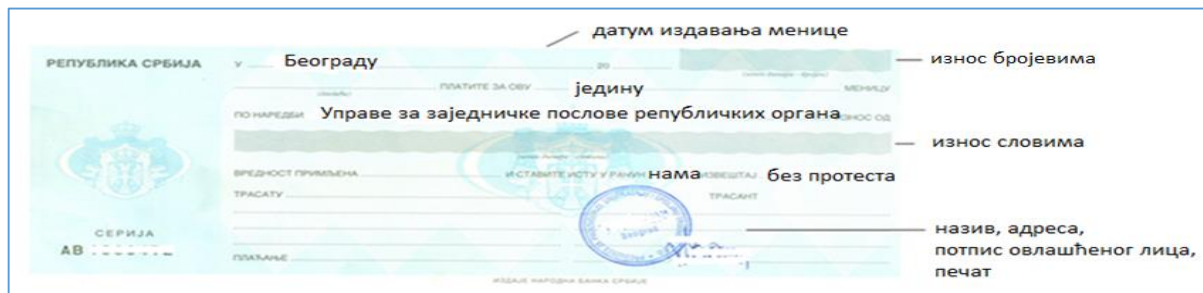 датум издавања менице
РЕПУБЛИКА СРБИЈА у Београду 20 износ бројевима
ПЛАТИТЕ ЗА ОВУ једину МЕНИЦУ
ПО НАРЕДБИ Управе за заједничке послове републичких органа ИЗНОС ОД
износ словима
ВРЕДНОСТ ПРИМЉЕНА И СТАВИТЕ ИСТУ У РАЧУН нама ИЗВЕШТАЈ без протеста
ТРАСАТУ ТРАСАНТ
Beograd
СЕРИЈА
АВ
назив, адреса,
потпис овлашћеног лица,
печат
ПЛАЋАЊЕ
ИЗДАЈЕ НАРОДНА БАНКА СРБИЈЕ